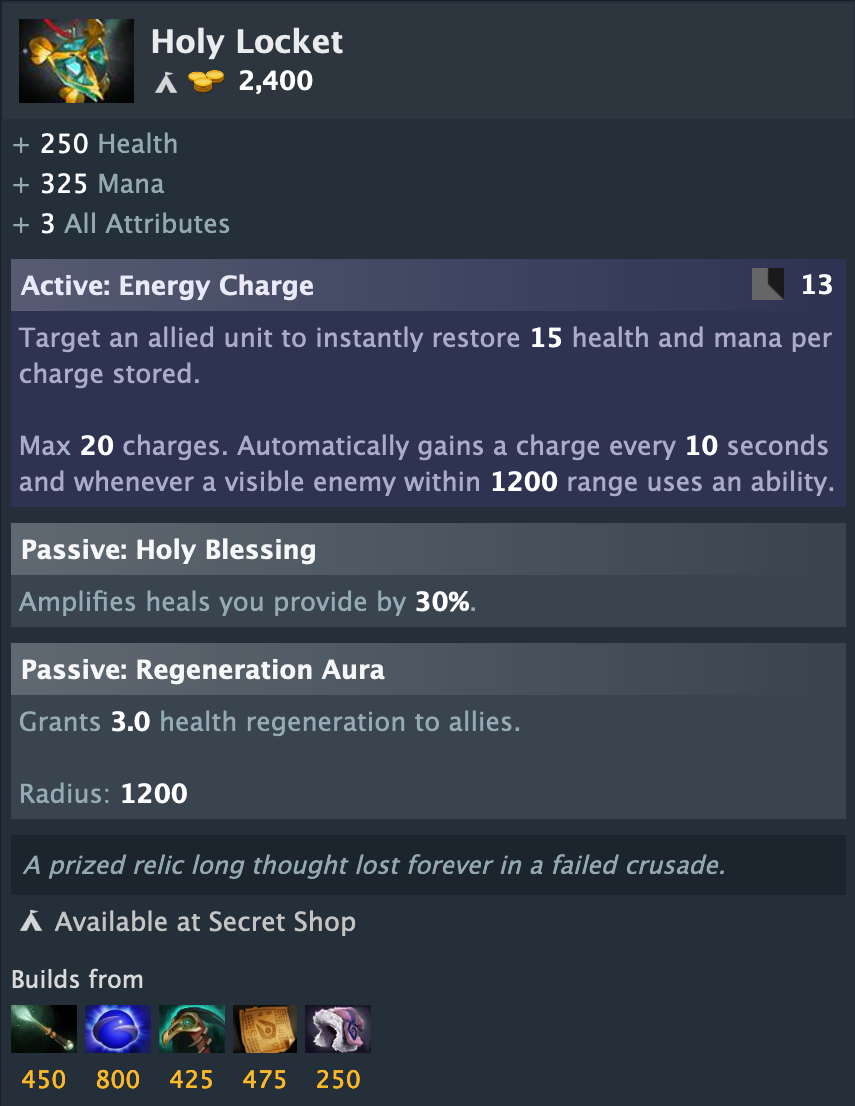 Holy Locket
2,400
+ 250 Health
+ 325 Mana
+ 3 All Attributes
Active: Energy Charge 13
Target an allied unit to instantly restore 15 health and mana per
charge stored.
Max 20 charges. Automatically gains a charge every 10 seconds
and whenever a visible enemy within 1200 range uses an ability.
Passive: Holy Blessing
Amplifies heals you provide by 30%.
Passive: Regeneration Aura
Grants 3.0 health regeneration to allies.
Radius: 1200
A prized relic long thought lost forever in a failed crusade.
Available at Secret Shop
Builds from
450 800 425 475 250